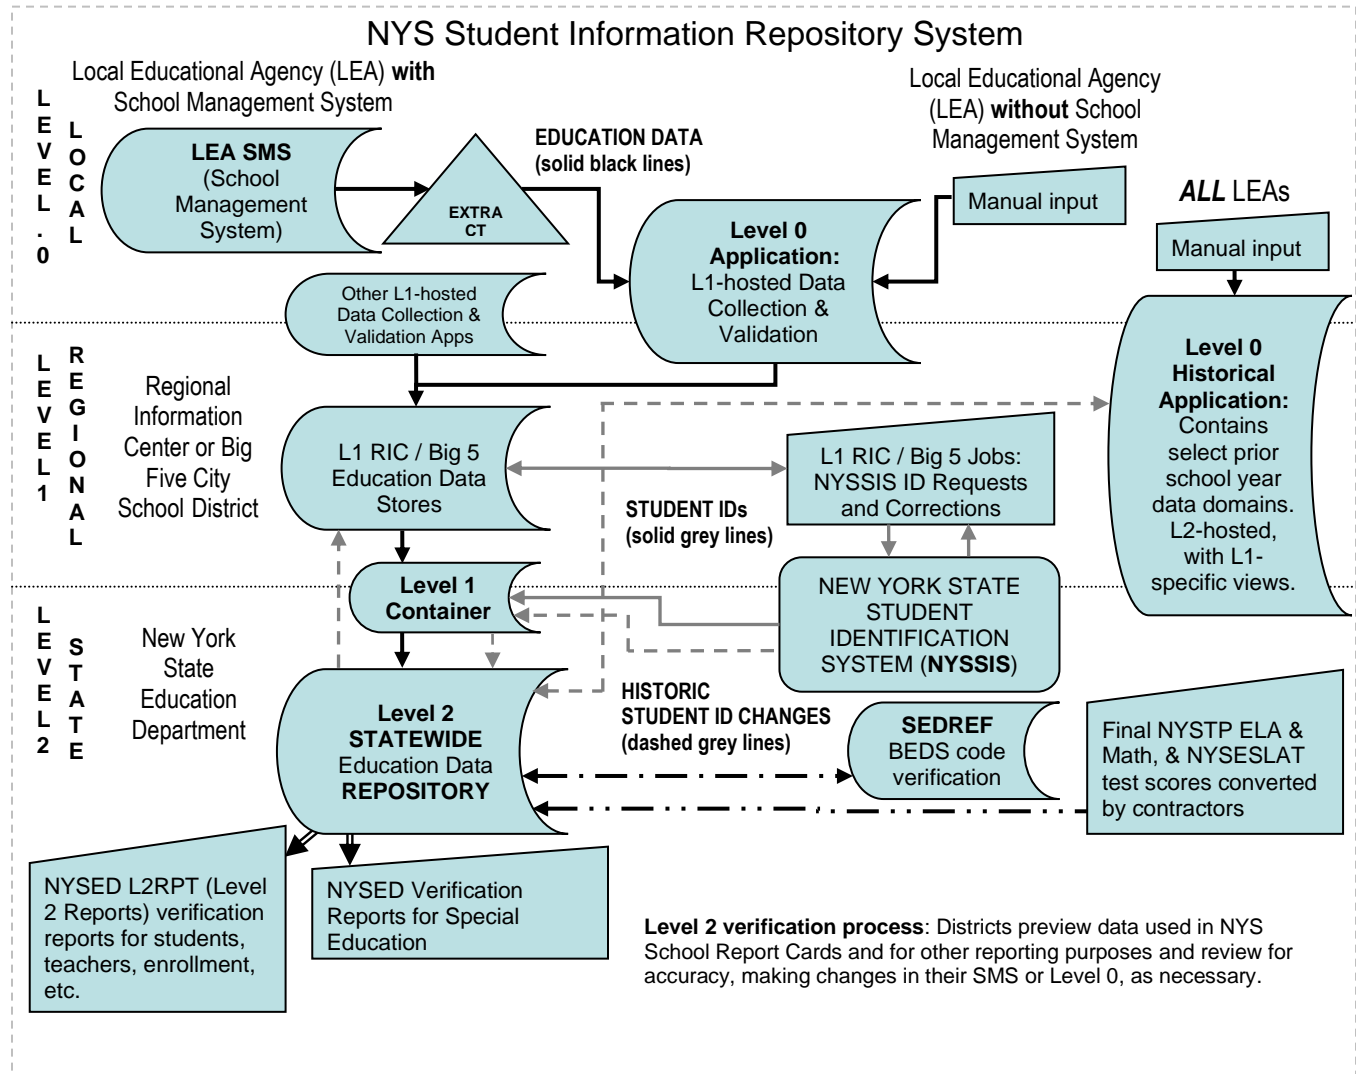 NYS Student Information Repository System
Local Educational Agency (LEA) with
School Management System
Local Educational Agency
(LEA) without School
Management System
LEVEL.0
LOCAL
LEA SMS
(School
Management
System)
EXTRA
CT
EDUCATION DATA
(solid black lines)
Level 0
Application:
L1-hosted Data
Collection &
Validation
Manual input
ALL LEAs
Manual input
Other L1-hosted
Data Collection &
Validation Apps
LEVEL1
REGIONAL
Regional
Information
Center or Big
Five City
School District
L1 RIC / Big 5
Education Data
Stores
STUDENT IDs
(solid grey lines)
L1 RIC / Big 5 Jobs:
NYSSIS ID Requests
and Corrections
Level 0
Historical
Application:
Contains
select prior
school year
data domains.
L2-hosted,
with L1-
specific views.
Level 1
Container
NEW YORK STATE
STUDENT
IDENTIFICATION
SYSTEM (NYSSIS)
LEVEL2
STATE
New York
State
Education
Department
Level 2
STATEWIDE
Education Data
REPOSITORY
HISTORIC
STUDENT ID CHANGES
(dashed grey lines)
SEDREF
BEDS code
verification
Final NYSTP ELA &
Math, & NYSESLAT
test scores converted
by contractors
NYSED L2RPT (Level
2 Reports) verification
reports for students,
teachers, enrollment,
etc.
NYSED Verification
Reports for Special
Education
Level 2 verification process: Districts preview data used in NYS
School Report Cards and for other reporting purposes and review for
accuracy, making changes in their SMS or Level 0, as necessary.